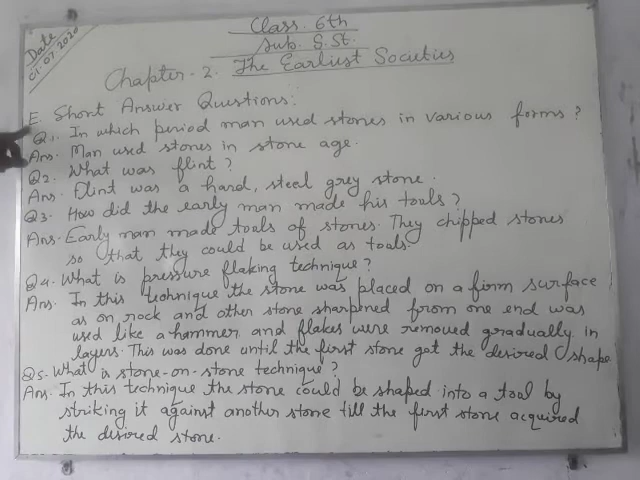 Date
01.07.2020
Class. 6th
Sub. S.St.
Chapter-2. The Earliest Societies
E. Short Answer Questions:
Q1. In which period man used stones in various forms?
Ans. Man used stones in stone age.
Q2. What was flint?
Ans. Flint was a hard, steal grey stone.
Q3. How did the early man made his tools?
Ans. Early man made tools of stones. They chipped stones
so that they could be used as tools.
Q4. What is pressure flaking technique?
Ans. In this technique the stone was placed on a firm surface
as on rock and other stone sharpened from one end was
used like a hammer and flakes were removed gradually in
layers. This was done until the first stone got the desired shape
Q5. What is stone-on-stone technique?
Ans. In this technique the stone could be shaped into a tool by
striking it against another stone till the first stone acquired
the desired stone.